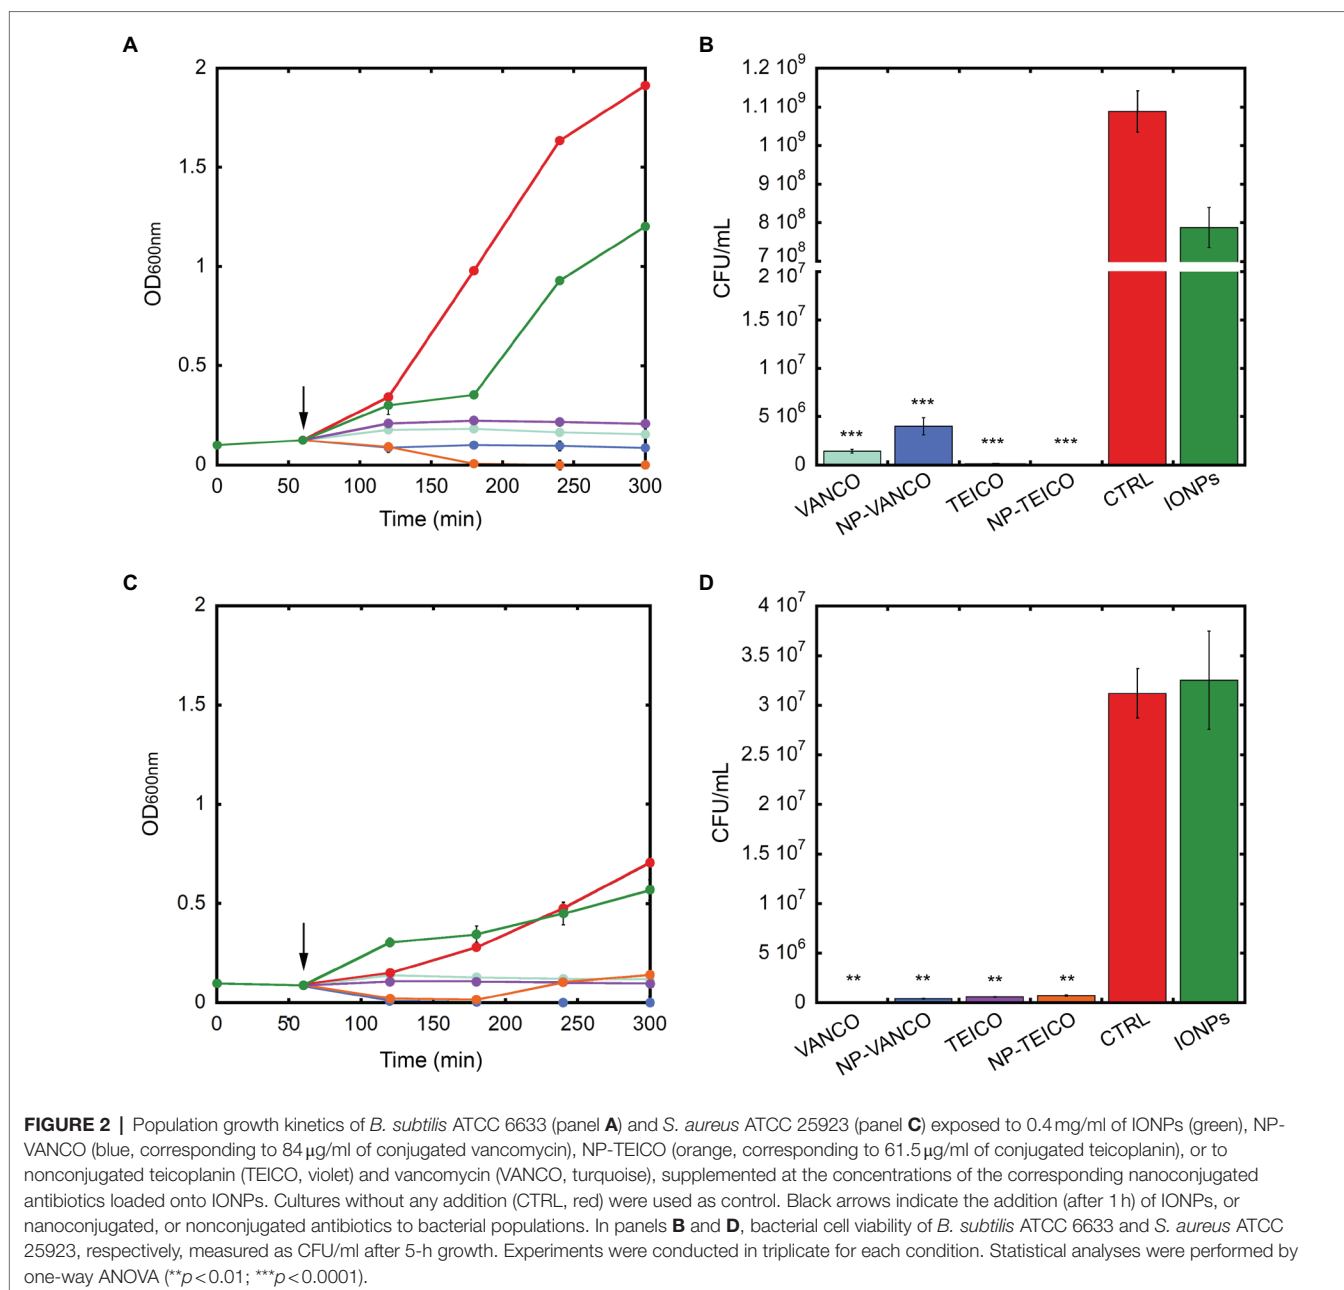 A
2
1.5
1
0.5
0
OD600nm
0 50 100 150 200 250 300
Time (min)
B
1.2 10^9
1.1 10^9
1 10^9
9 10^8
8 10^8
7 10^8
2 10^7
1.5 10^7
1 10^7
5 10^6
0
CFU/mL
*** *** *** ***
VANCO NP-VANCO TEICO NP-TEICO CTRL IONPs
C
2
1.5
1
0.5
0
OD600nm
0 50 100 150 200 250 300
Time (min)
D
4 10^7
3.5 10^7
3 10^7
2.5 10^7
2 10^7
1.5 10^7
1 10^7
5 10^6
0
CFU/mL
** ** ** **
VANCO NP-VANCO TEICO NP-TEICO CTRL IONPs
FIGURE 2 | Population growth kinetics of B. subtilis ATCC 6633 (panel A) and S. aureus ATCC 25923 (panel C) exposed to 0.4 mg/ml of IONPs (green), NP-
VANCO (blue, corresponding to 84 μg/ml of conjugated vancomycin), NP-TEICO (orange, corresponding to 61.5 μg/ml of conjugated teicoplanin), or to
nonconjugated teicoplanin (TEICO, violet) and vancomycin (VANCO, turquoise), supplemented at the concentrations of the corresponding nanoconjugated
antibiotics loaded onto IONPs. Cultures without any addition (CTRL, red) were used as control. Black arrows indicate the addition (after 1 h) of IONPs, or
nanoconjugated, or nonconjugated antibiotics to bacterial populations. In panels B and D, bacterial cell viability of B. subtilis ATCC 6633 and S. aureus ATCC
25923, respectively, measured as CFU/ml after 5-h growth. Experiments were conducted in triplicate for each condition. Statistical analyses were performed by
one-way ANOVA (**p < 0.01; ***p < 0.0001).